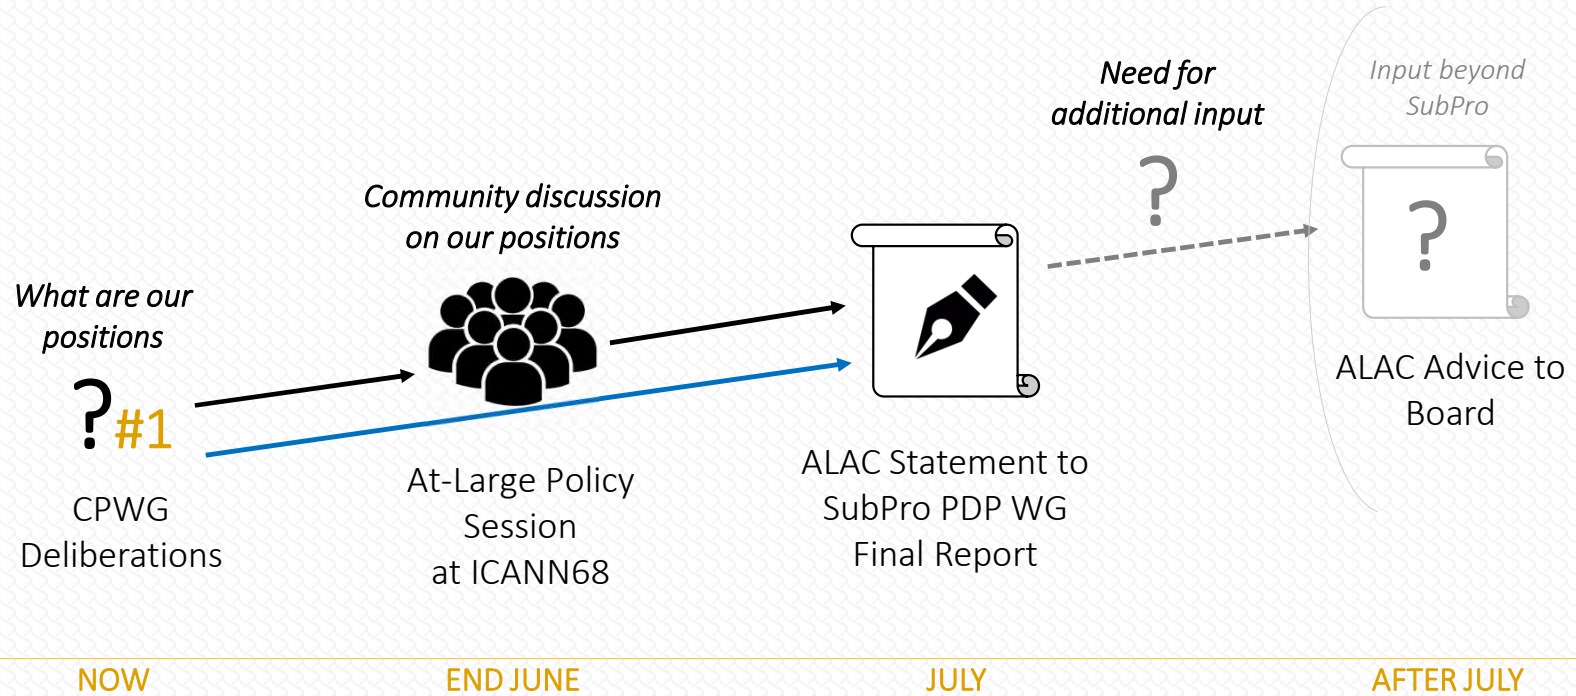 What are our
positions
?#1
CPWG
Deliberations
Community discussion
on our positions
At-Large Policy
Session
at ICANN68
ALAC Statement to
SubPro PDP WG
Final Report
Need for
additional input
?
Input beyond
SubPro
?
ALAC Advice to
Board
NOW
END JUNE
JULY
AFTER JULY